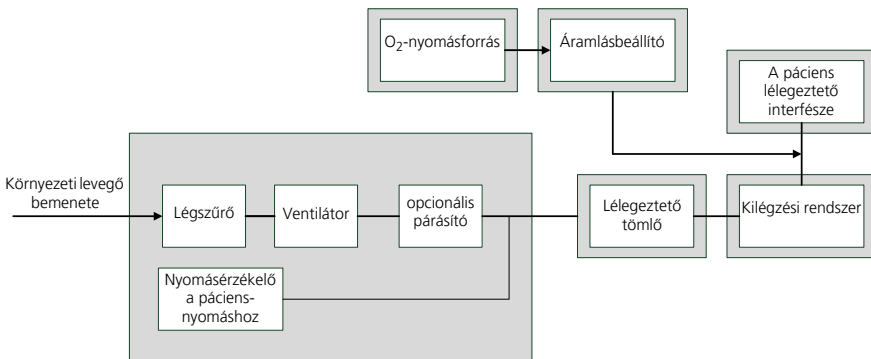 O₂-nyomásforrás
Áramlásbeállító
A páciens
lélegeztető
interfésze
Környezeti levegő
bemenete
Légszűrő
Ventilátor
opcionális
párásító
Lélegeztető
tömlő
Kilégzési rendszer
Nyomásérzékelő
a páciens-
nyomáshoz